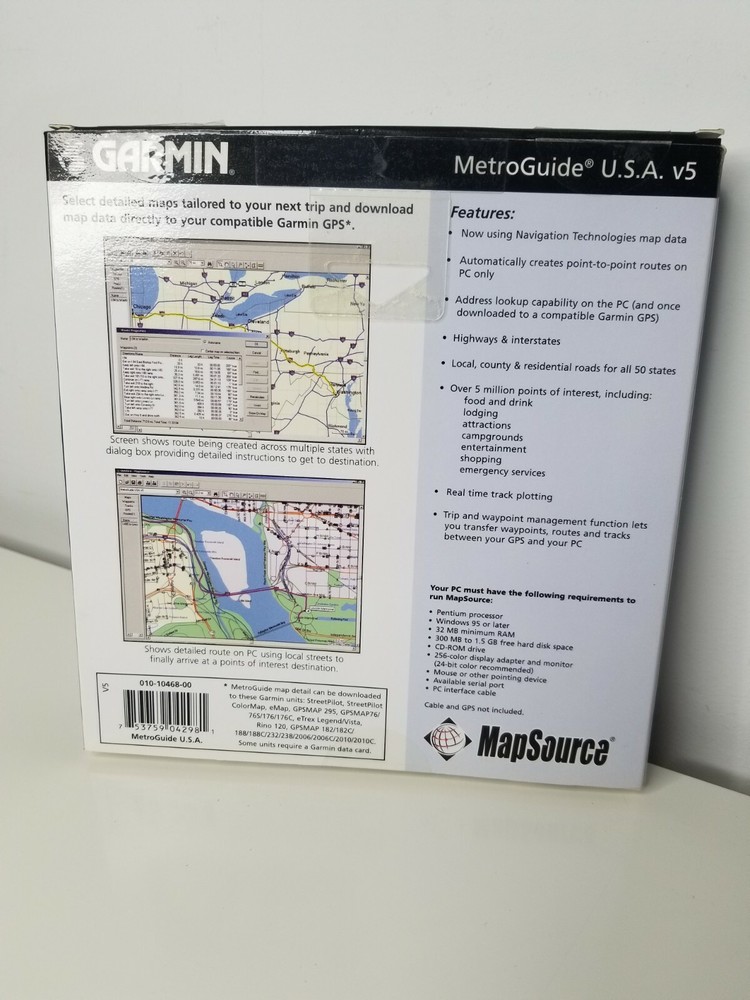 GARMIN®
MetroGuide® U.S.A. v5
Select detailed maps tailored to your next trip and download
map data directly to your compatible Garmin GPS*.
Screen shows route being created across multiple states with
dialog box providing detailed instructions to get to destination.
Shows detailed route on PC using local streets to
finally arrive at a points of interest destination.
V5
010-10468-00
7 53759 04298 1
MetroGuide U.S.A.
* MetroGuide map detail can be downloaded
to these Garmin units: StreetPilot, StreetPilot
ColorMap, eMap, GPSMAP 295, GPSMAP76/
765/176/176C, eTrex Legend/Vista,
Rino 120, GPSMAP 182/182C/
188/188C/232/238/2006/2006C/2010/2010C.
Some units require a Garmin data card.
Features:
• Now using Navigation Technologies map data
• Automatically creates point-to-point routes on
PC only
• Address lookup capability on the PC (and once
downloaded to a compatible Garmin GPS)
• Highways & interstates
• Local, county & residential roads for all 50 states
• Over 5 million points of interest, including:
food and drink
lodging
attractions
campgrounds
entertainment
shopping
emergency services
• Real time track plotting
• Trip and waypoint management function lets
you transfer waypoints, routes and tracks
between your GPS and your PC
Your PC must have the following requirements to
run MapSource:
• Pentium processor
• Windows 95 or later
• 32 MB minimum RAM
• 300 MB to 1.5 GB free hard disk space
• CD-ROM drive
• 256-color display adapter and monitor
(24-bit color recommended)
• Mouse or other pointing device
• Available serial port
• PC interface cable
Cable and GPS not included.
MapSource®